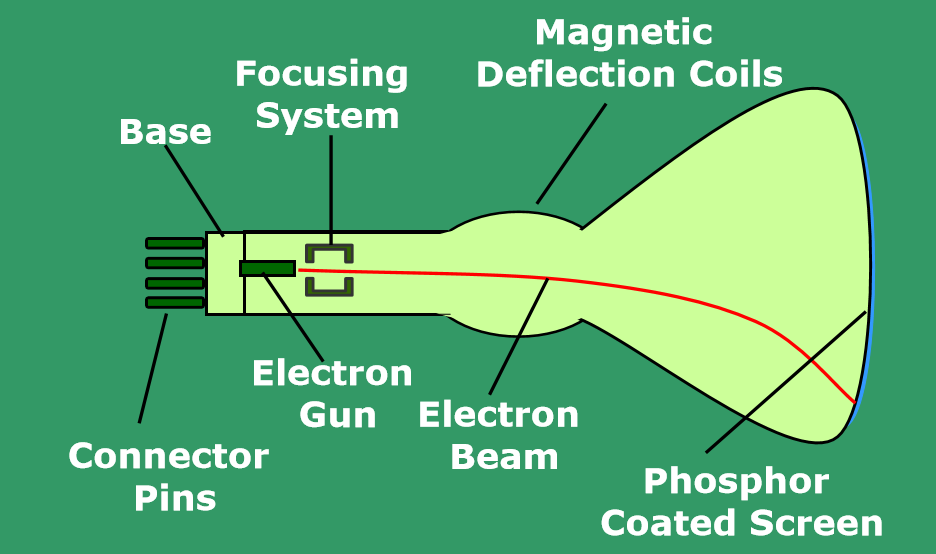 Magnetic
Deflection Coils
Focusing
System
Base
Electron
Gun
Electron
Beam
Connector
Pins
Phosphor
Coated Screen